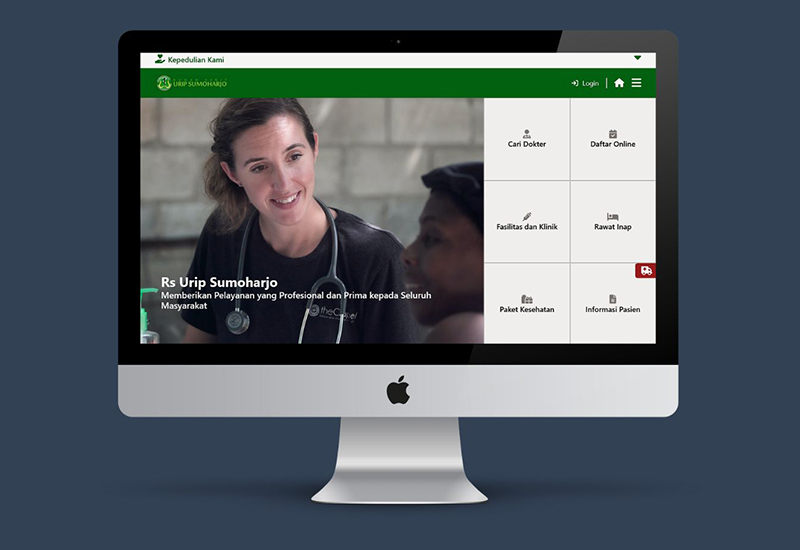 Kepedulian Kami
URIP SUMOHARJO
Login
Cari Dokter
Daftar Online
Fasilitas dan Klinik
Rawat Inap
Rs Urip Sumoharjo
Memberikan Pelayanan yang Profesional dan Prima kepada Seluruh
Masyarakat
Paket Kesehatan
Informasi Pasien